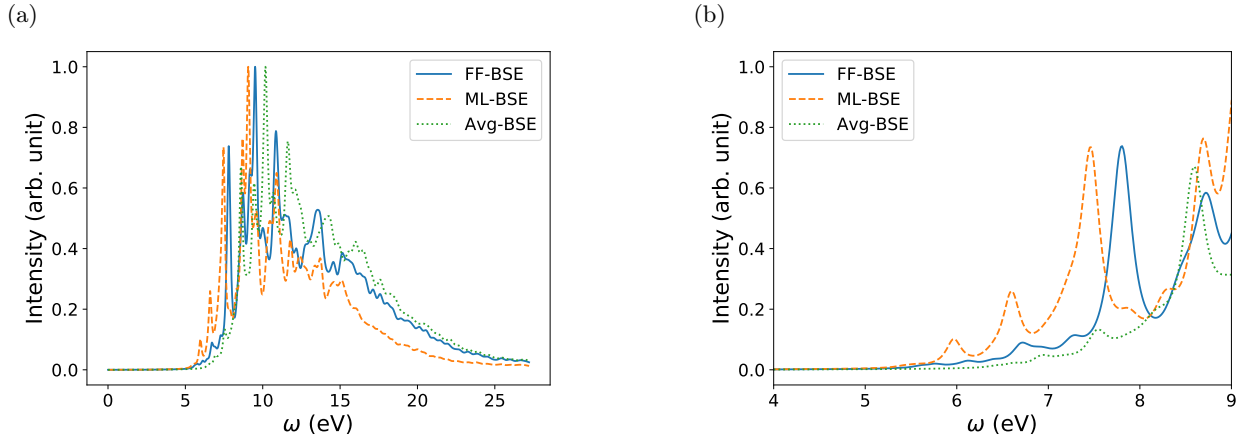 (a)
1.0
0.8
0.6
0.4
0.2
0.0
Intensity (arb. unit)
FF-BSE
ML-BSE
Avg-BSE
0 5 10 15 20 25
ω (eV)
(b)
1.0
0.8
0.6
0.4
0.2
0.0
Intensity (arb. unit)
FF-BSE
ML-BSE
Avg-BSE
4 5 6 7 8 9
ω (eV)